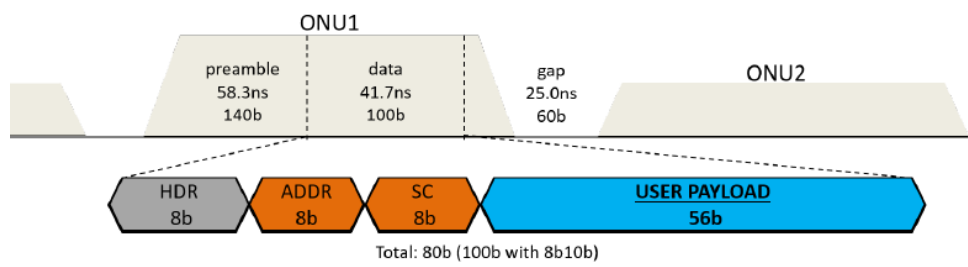 ONU1
preamble
58.3ns
140b
data
41.7ns
100b
gap
25.0ns
60b
ONU2
HDR
8b
ADDR
8b
SC
8b
USER PAYLOAD
56b
Total: 80b (100b with 8b10b)